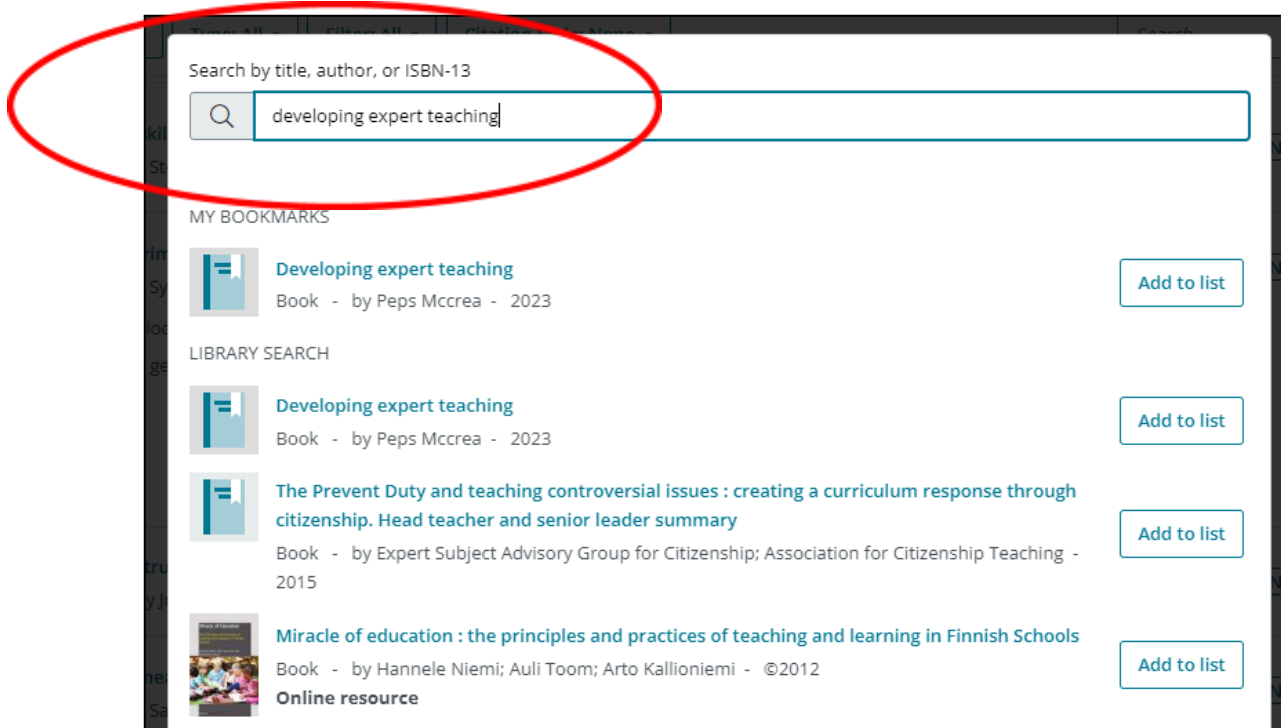 Search by title, author, or ISBN-13
developing expert teaching
MY BOOKMARKS
Developing expert teaching
Book - by Peps Mccrea - 2023
Add to list
LIBRARY SEARCH
Developing expert teaching
Book - by Peps Mccrea - 2023
Add to list
The Prevent Duty and teaching controversial issues : creating a curriculum response through
citizenship. Head teacher and senior leader summary
Book - by Expert Subject Advisory Group for Citizenship; Association for Citizenship Teaching -
2015
Add to list
Miracle of education : the principles and practices of teaching and learning in Finnish Schools
Book - by Hannele Niemi; Auli Toom; Arto Kallioniemi - ©2012
Online resource
Add to list